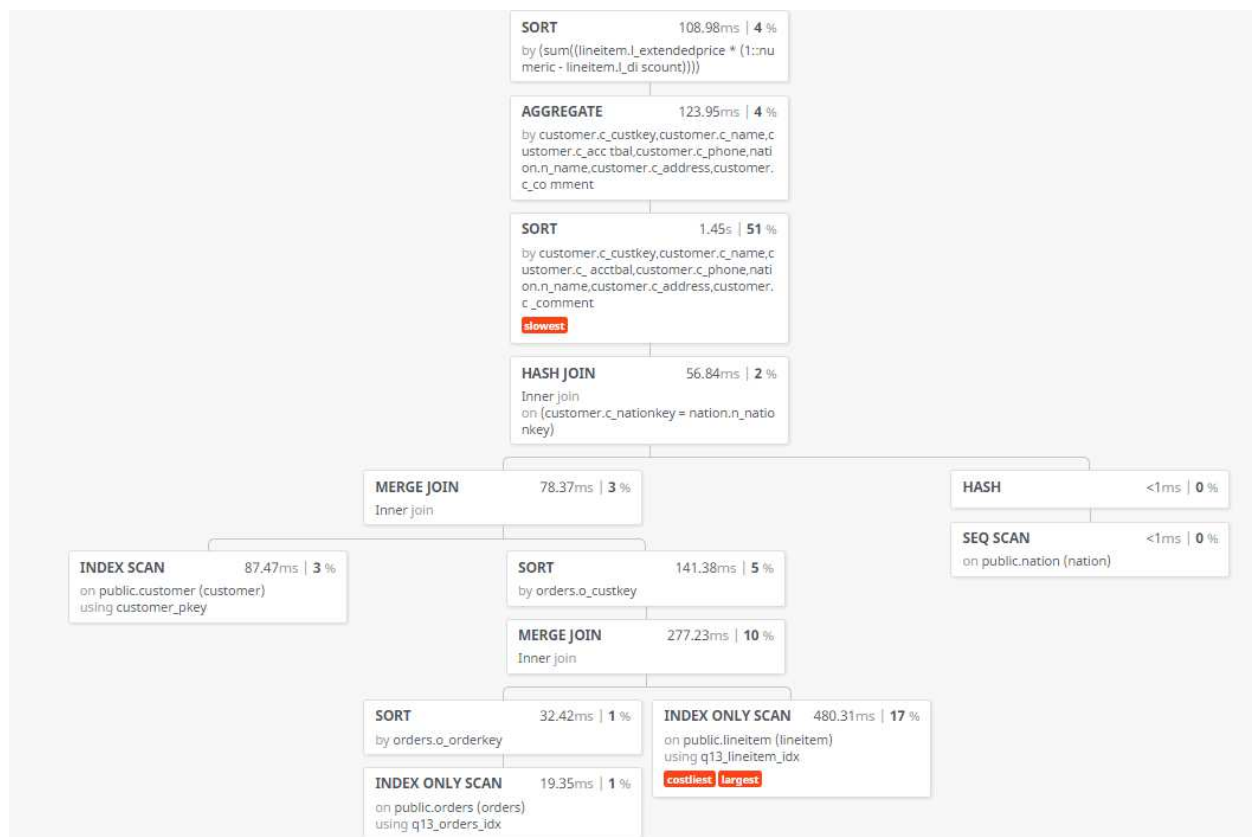 SORT 108.98ms | 4 %
by (sum((lineitem.l_extendedprice * (1::nu
meric - lineitem.l_di scount))))
AGGREGATE 123.95ms | 4 %
by customer.c_custkey,customer.c_name,c
ustomer.c_acc tbal,customer.c_phone,nati
on.n_name,customer.c_address,customer.
c_co mment
SORT 1.45s | 51 %
by customer.c_custkey,customer.c_name,c
ustomer.c_ acctbal,customer.c_phone,nati
on.n_name,customer.c_address,customer.
c _comment
slowest
HASH JOIN 56.84ms | 2 %
Inner join
on (customer.c_nationkey = nation.n_natio
nkey)
MERGE JOIN 78.37ms | 3 %
Inner join
HASH <1ms | 0 %
SEQ SCAN <1ms | 0 %
on public.nation (nation)
INDEX SCAN 87.47ms | 3 %
on public.customer (customer)
using customer_pkey
SORT 141.38ms | 5 %
by orders.o_custkey
MERGE JOIN 277.23ms | 10 %
Inner join
SORT 32.42ms | 1 %
by orders.o_orderkey
INDEX ONLY SCAN 480.31ms | 17 %
on public.lineitem (lineitem)
using q13_lineitem_idx
costliest largest
INDEX ONLY SCAN 19.35ms | 1 %
on public.orders (orders)
using q13_orders_idx